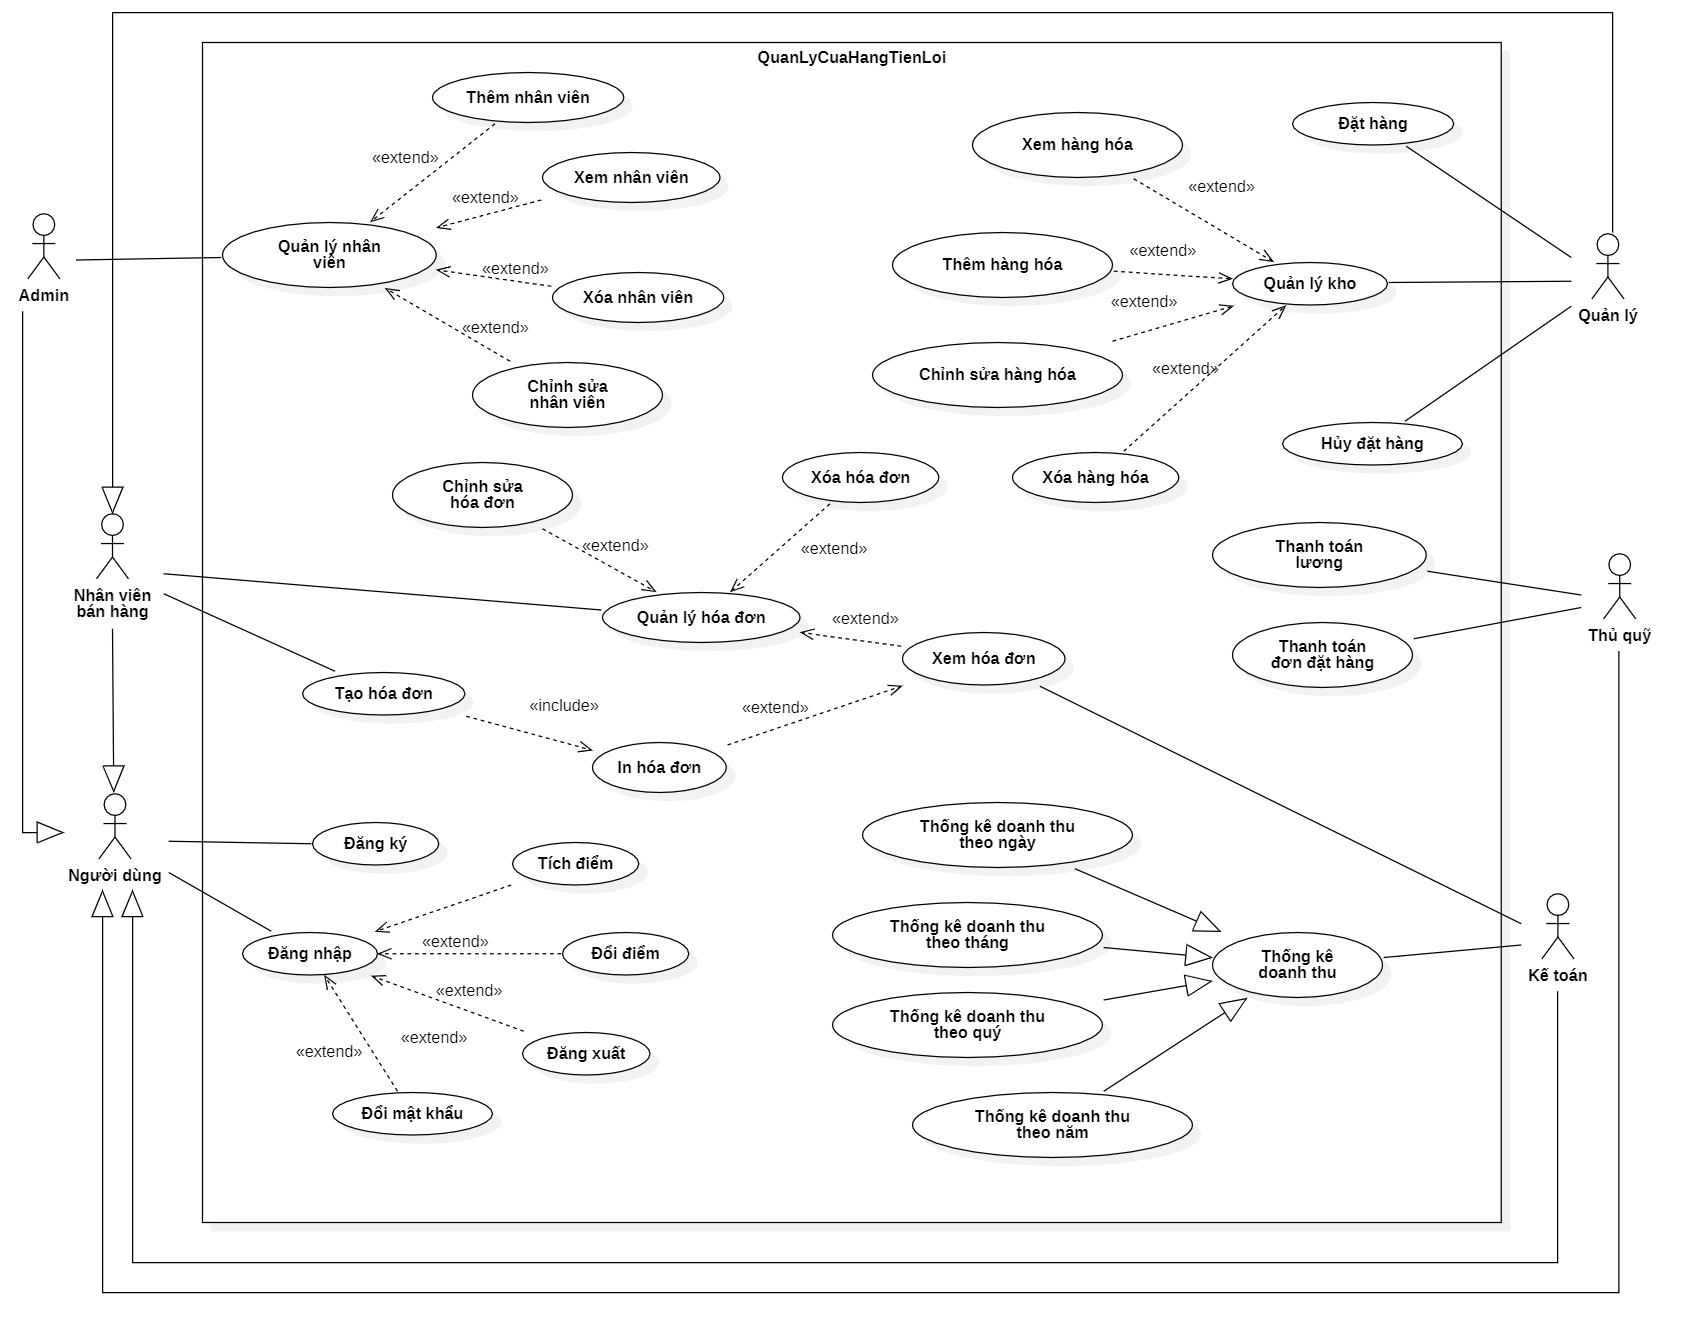 QuanLyCuaHangTienLoi
Thêm nhân viên
«extend»
Xem nhân viên
«extend»
Quản lý nhân
viên
«extend»
Xóa nhân viên
«extend»
Chỉnh sửa
nhân viên
Admin
Xem hàng hóa
«extend»
Đặt hàng
Thêm hàng hóa
«extend»
Quản lý kho
«extend»
Chỉnh sửa hàng hóa
«extend»
Xóa hàng hóa
Quản lý
Hủy đặt hàng
Chỉnh sửa
hóa đơn
Xóa hóa đơn
«extend»
«extend»
Nhân viên
bán hàng
Quản lý hóa đơn
«extend»
Xem hóa đơn
Tạo hóa đơn
«include»
«extend»
In hóa đơn
Thanh toán
lương
Thanh toán
đơn đặt hàng
Thủ quỹ
Người dùng
Đăng ký
Tích điểm
Đăng nhập
«extend»
Đổi điểm
«extend»
«extend»
«extend»
Đăng xuất
Đổi mật khẩu
Thống kê doanh thu
theo ngày
Thống kê doanh thu
theo tháng
Thống kê
doanh thu
Thống kê doanh thu
theo quý
Thống kê doanh thu
theo năm
Kế toán